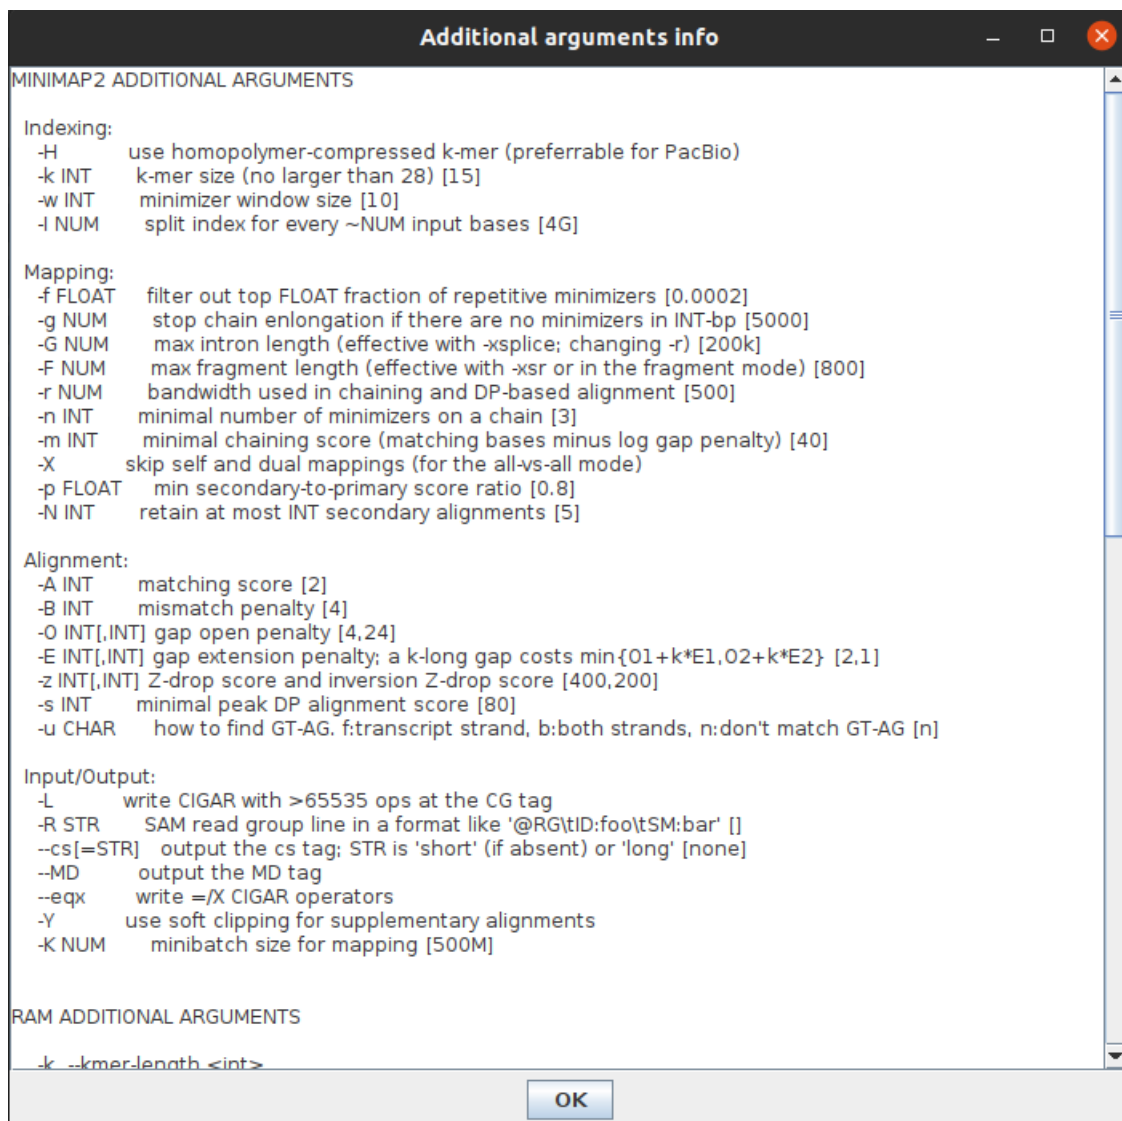 Additional arguments info
MINIMAP2 ADDITIONAL ARGUMENTS
Indexing:
-H use homopolymer-compressed k-mer (preferrable for PacBio)
-k INT k-mer size (no larger than 28) [15]
-w INT minimizer window size [10]
-I NUM split index for every ~NUM input bases [4G]
Mapping:
-f FLOAT filter out top FLOAT fraction of repetitive minimizers [0.0002]
-g NUM stop chain enlongation if there are no minimizers in INT-bp [5000]
-G NUM max intron length (effective with -xsplice; changing -r) [200k]
-F NUM max fragment length (effective with -xsr or in the fragment mode) [800]
-r NUM bandwidth used in chaining and DP-based alignment [500]
-n INT minimal number of minimizers on a chain [3]
-m INT minimal chaining score (matching bases minus log gap penalty) [40]
-X skip self and dual mappings (for the all-vs-all mode)
-p FLOAT min secondary-to-primary score ratio [0.8]
-N INT retain at most INT secondary alignments [5]
Alignment:
-A INT matching score [2]
-B INT mismatch penalty [4]
-O INT[,INT] gap open penalty [4,24]
-E INT[,INT] gap extension penalty; a k-long gap costs min{O1+k*E1,O2+k*E2} [2,1]
-z INT[,INT] Z-drop score and inversion Z-drop score [400,200]
-s INT minimal peak DP alignment score [80]
-u CHAR how to find GT-AG. f:transcript strand, b:both strands, n:don't match GT-AG [n]
Input/Output:
-L write CIGAR with >65535 ops at the CG tag
-R STR SAM read group line in a format like '@RG\tID:foo\tSM:bar' []
--cs[=STR] output the cs tag; STR is 'short' (if absent) or 'long' [none]
--MD output the MD tag
--eqx write =/X CIGAR operators
-Y use soft clipping for supplementary alignments
-K NUM minibatch size for mapping [500M]
RAM ADDITIONAL ARGUMENTS
-k, --kmer-length <int>
OK